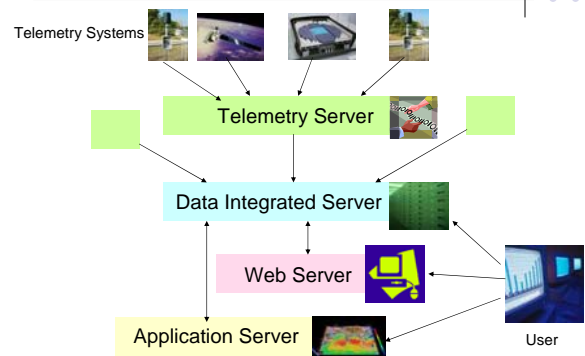 Telemetry Systems
Telemetry Server
Data Integrated Server
Web Server
Application Server
User